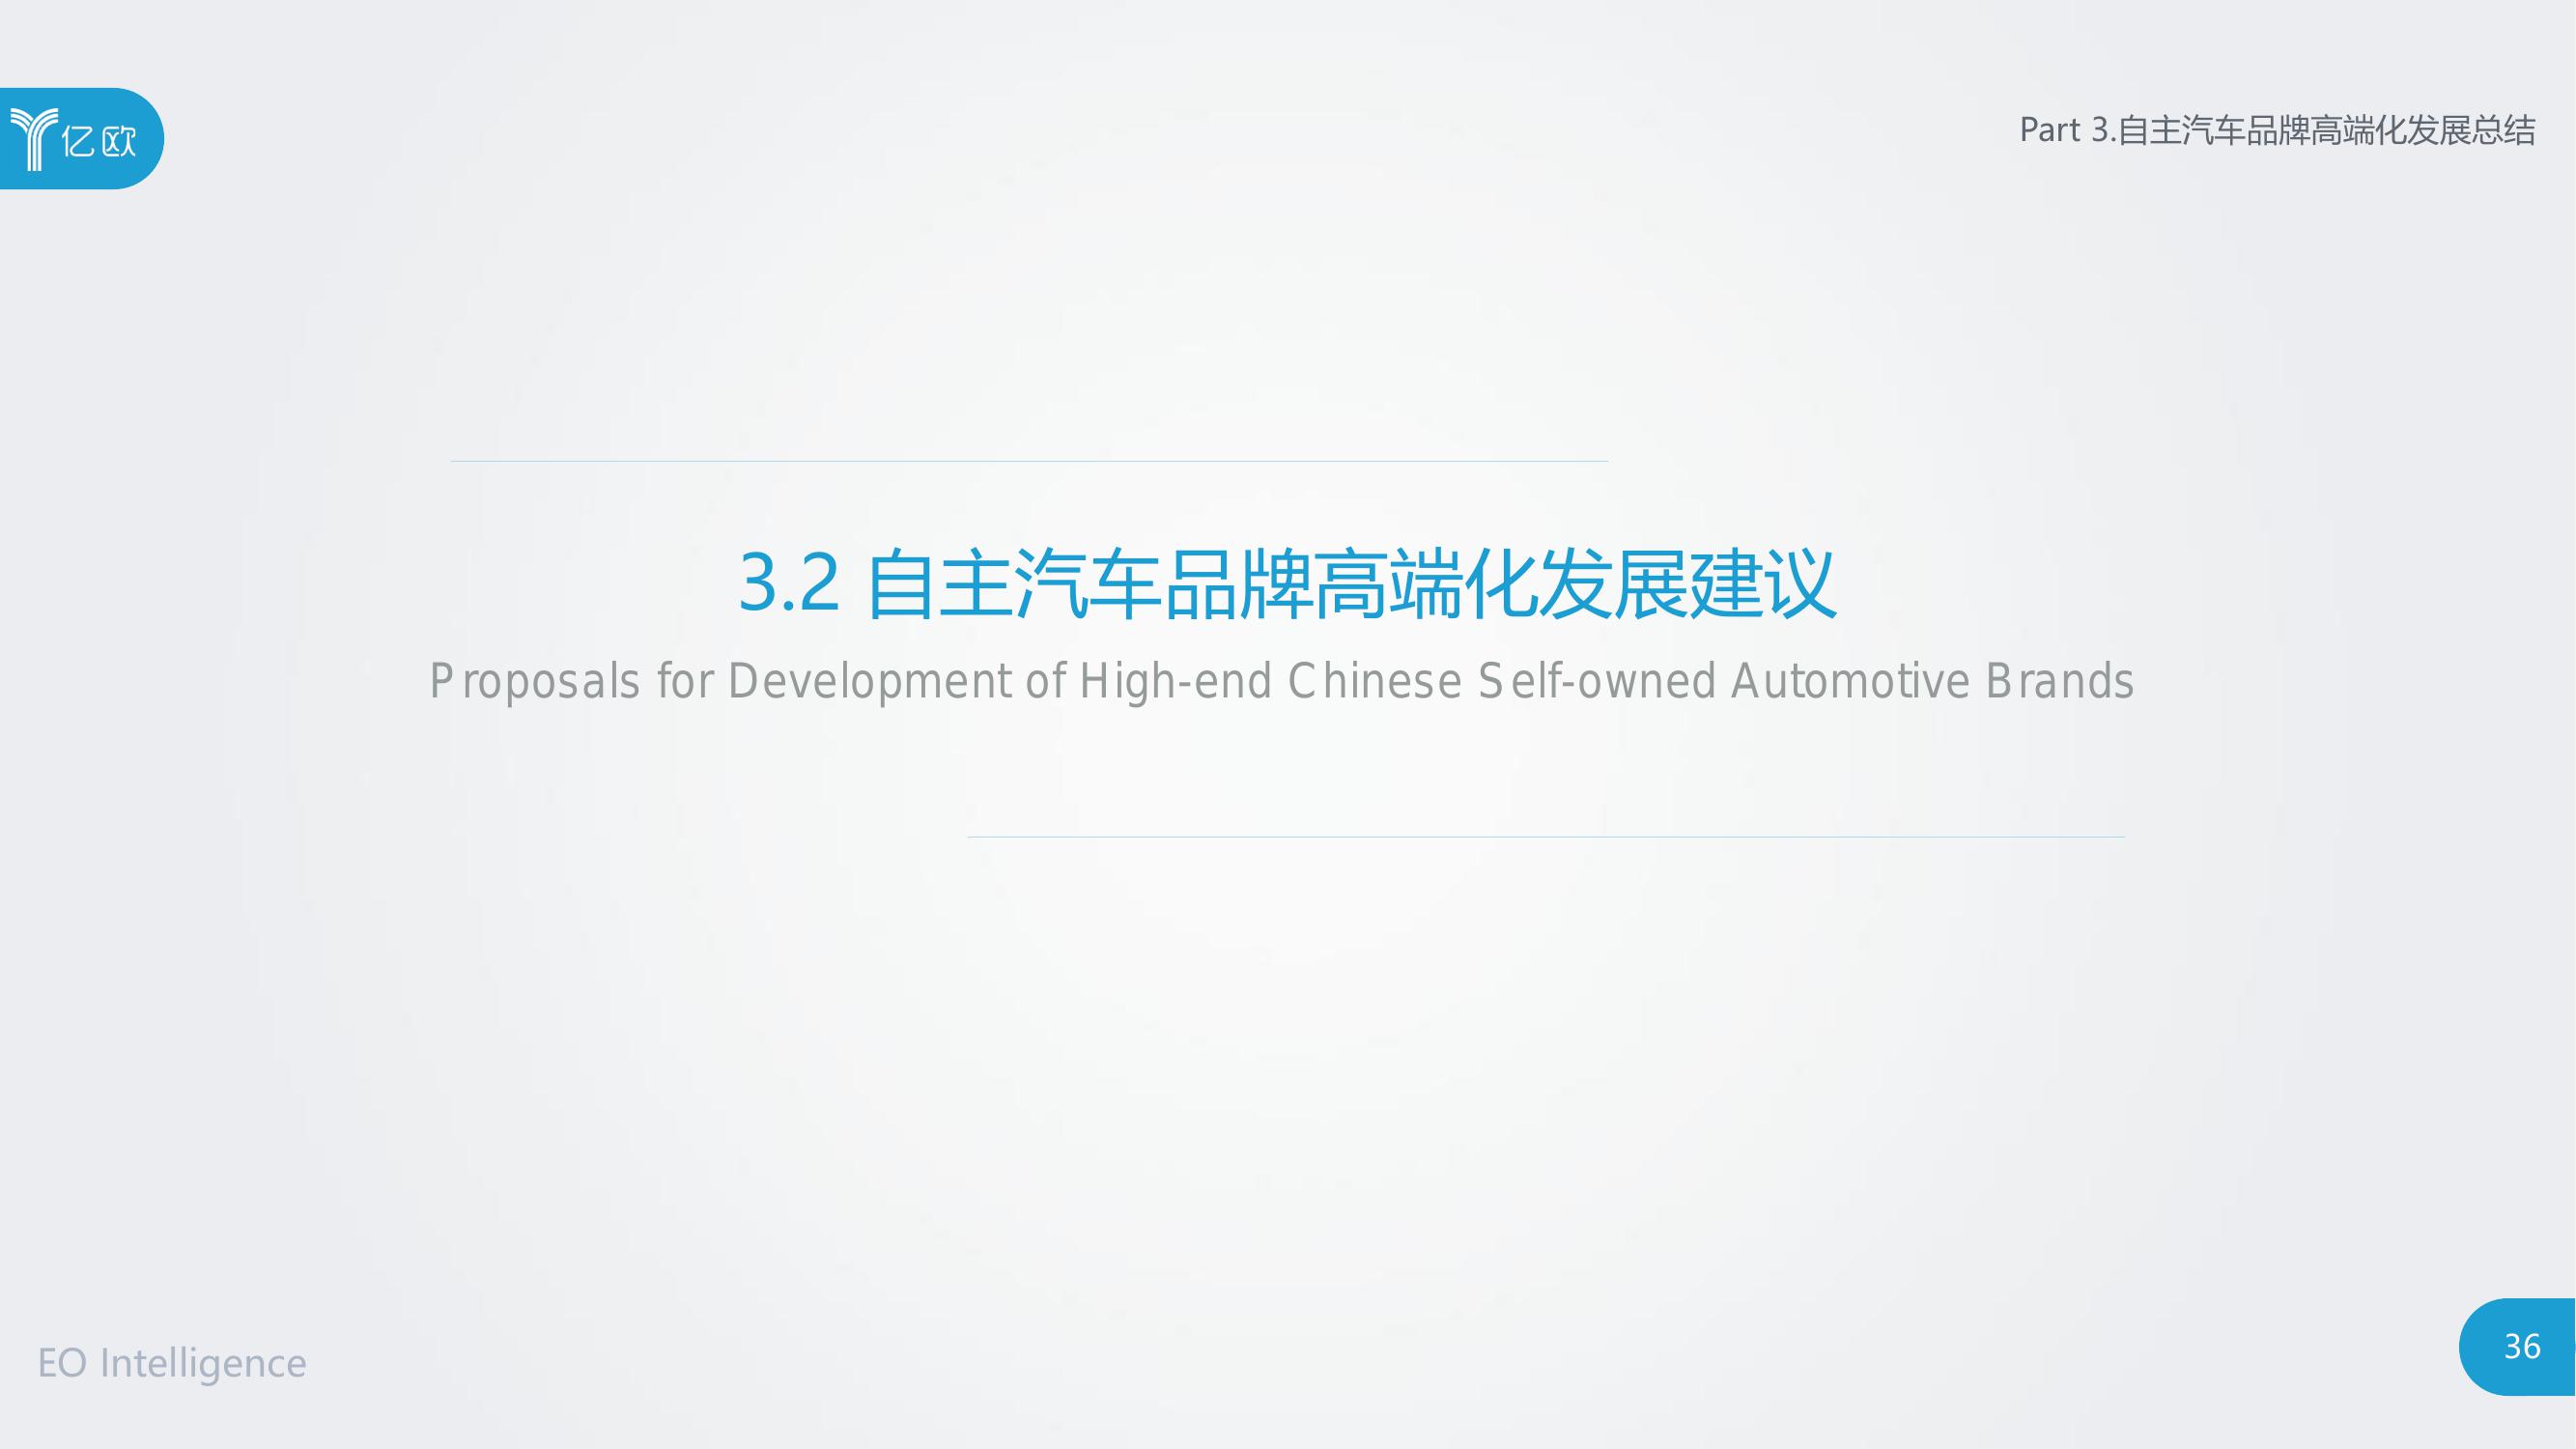 亿欧
Part 3.自主汽车品牌高端化发展总结
3.2 自主汽车品牌高端化发展建议
Proposals for Development of High-end Chinese Self-owned Automotive Brands
EO Intelligence
36